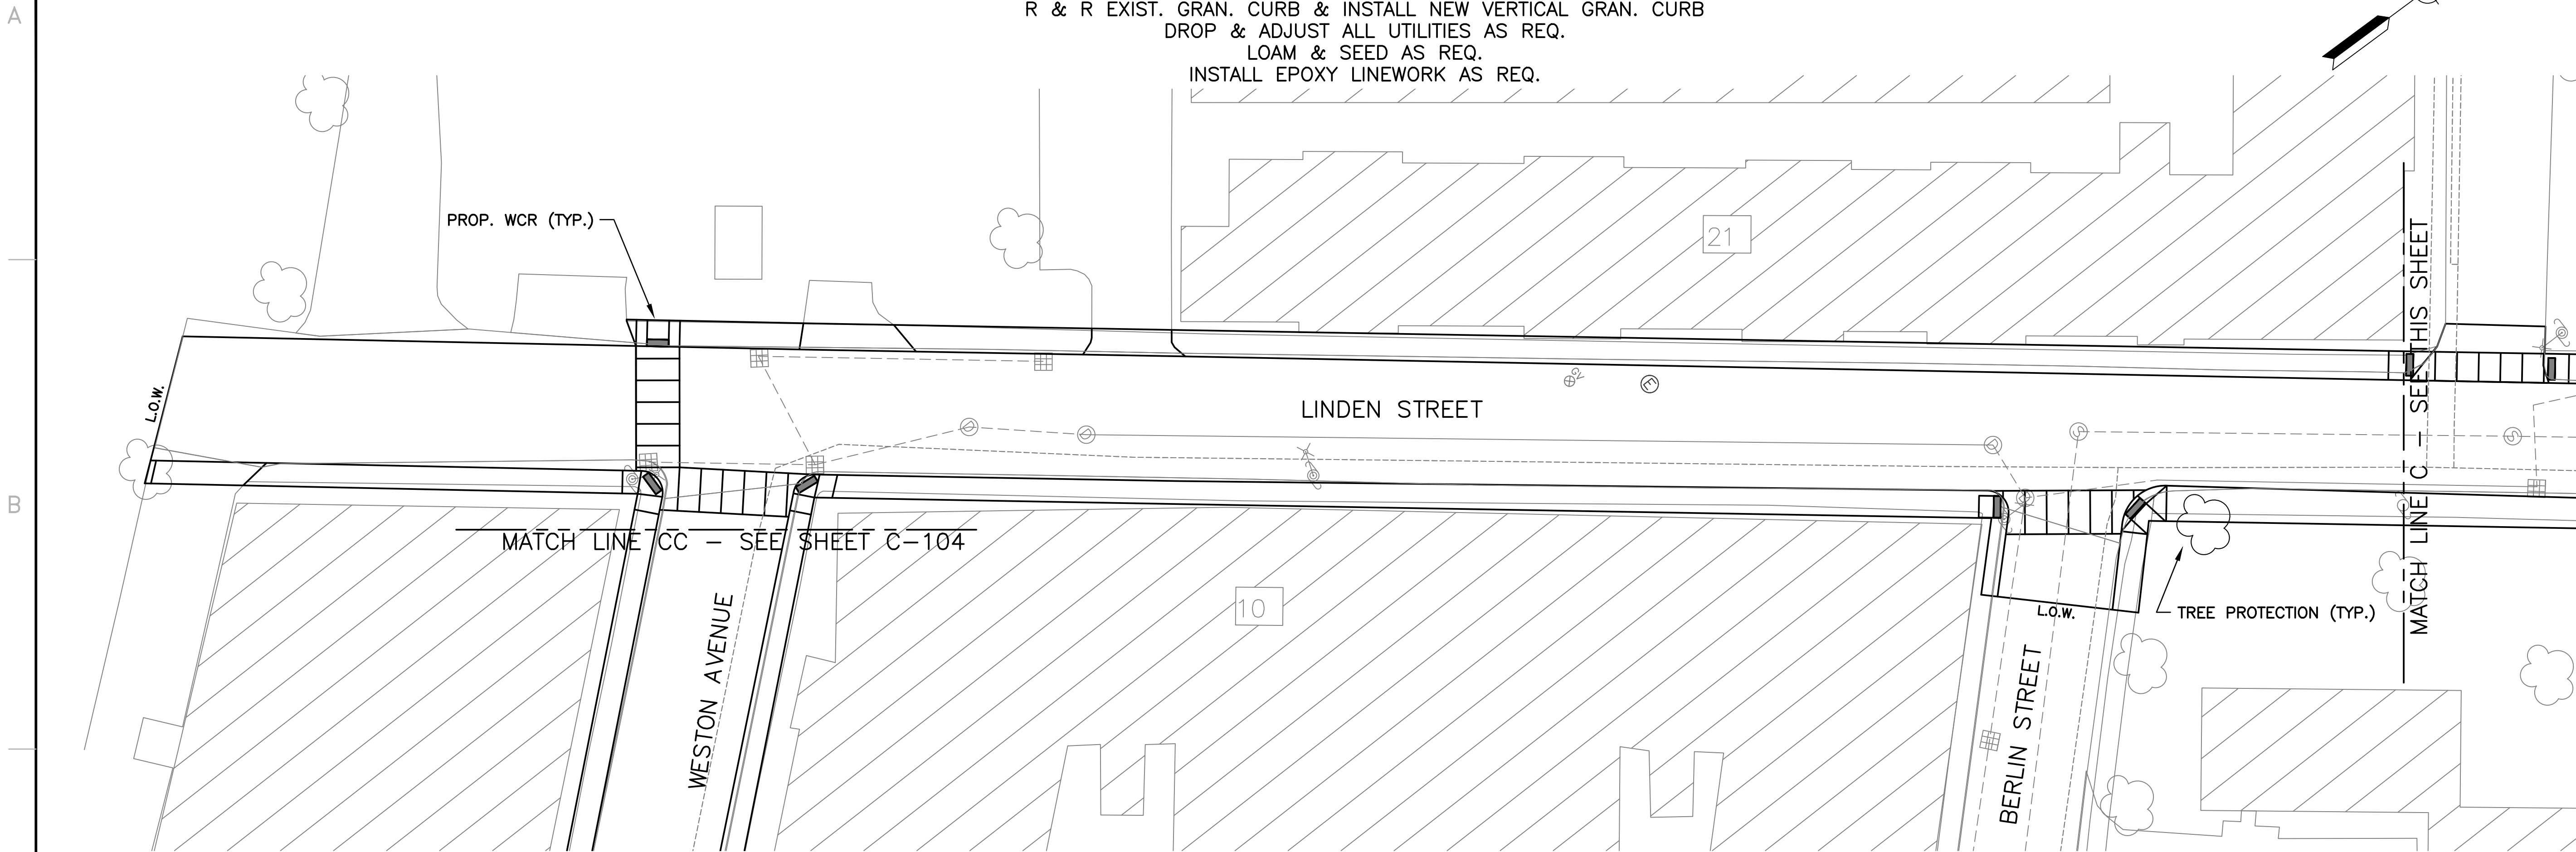 A
R & R EXIST. GRAN. CURB & INSTALL NEW VERTICAL GRAN. CURB
DROP & ADJUST ALL UTILITIES AS REQ.
LOAM & SEED AS REQ.
INSTALL EPOXY LINEWORK AS REQ.
PROP. WCR (TYP.)
21
L.O.W.
LINDEN STREET
GV
E
D
D
D
S
S
B
MATCH LINE CC - SEE SHEET C-104
MATCH LINE C - SEE THIS SHEET
10
WESTON AVENUE
L.O.W.
TREE PROTECTION (TYP.)
BERLIN STREET